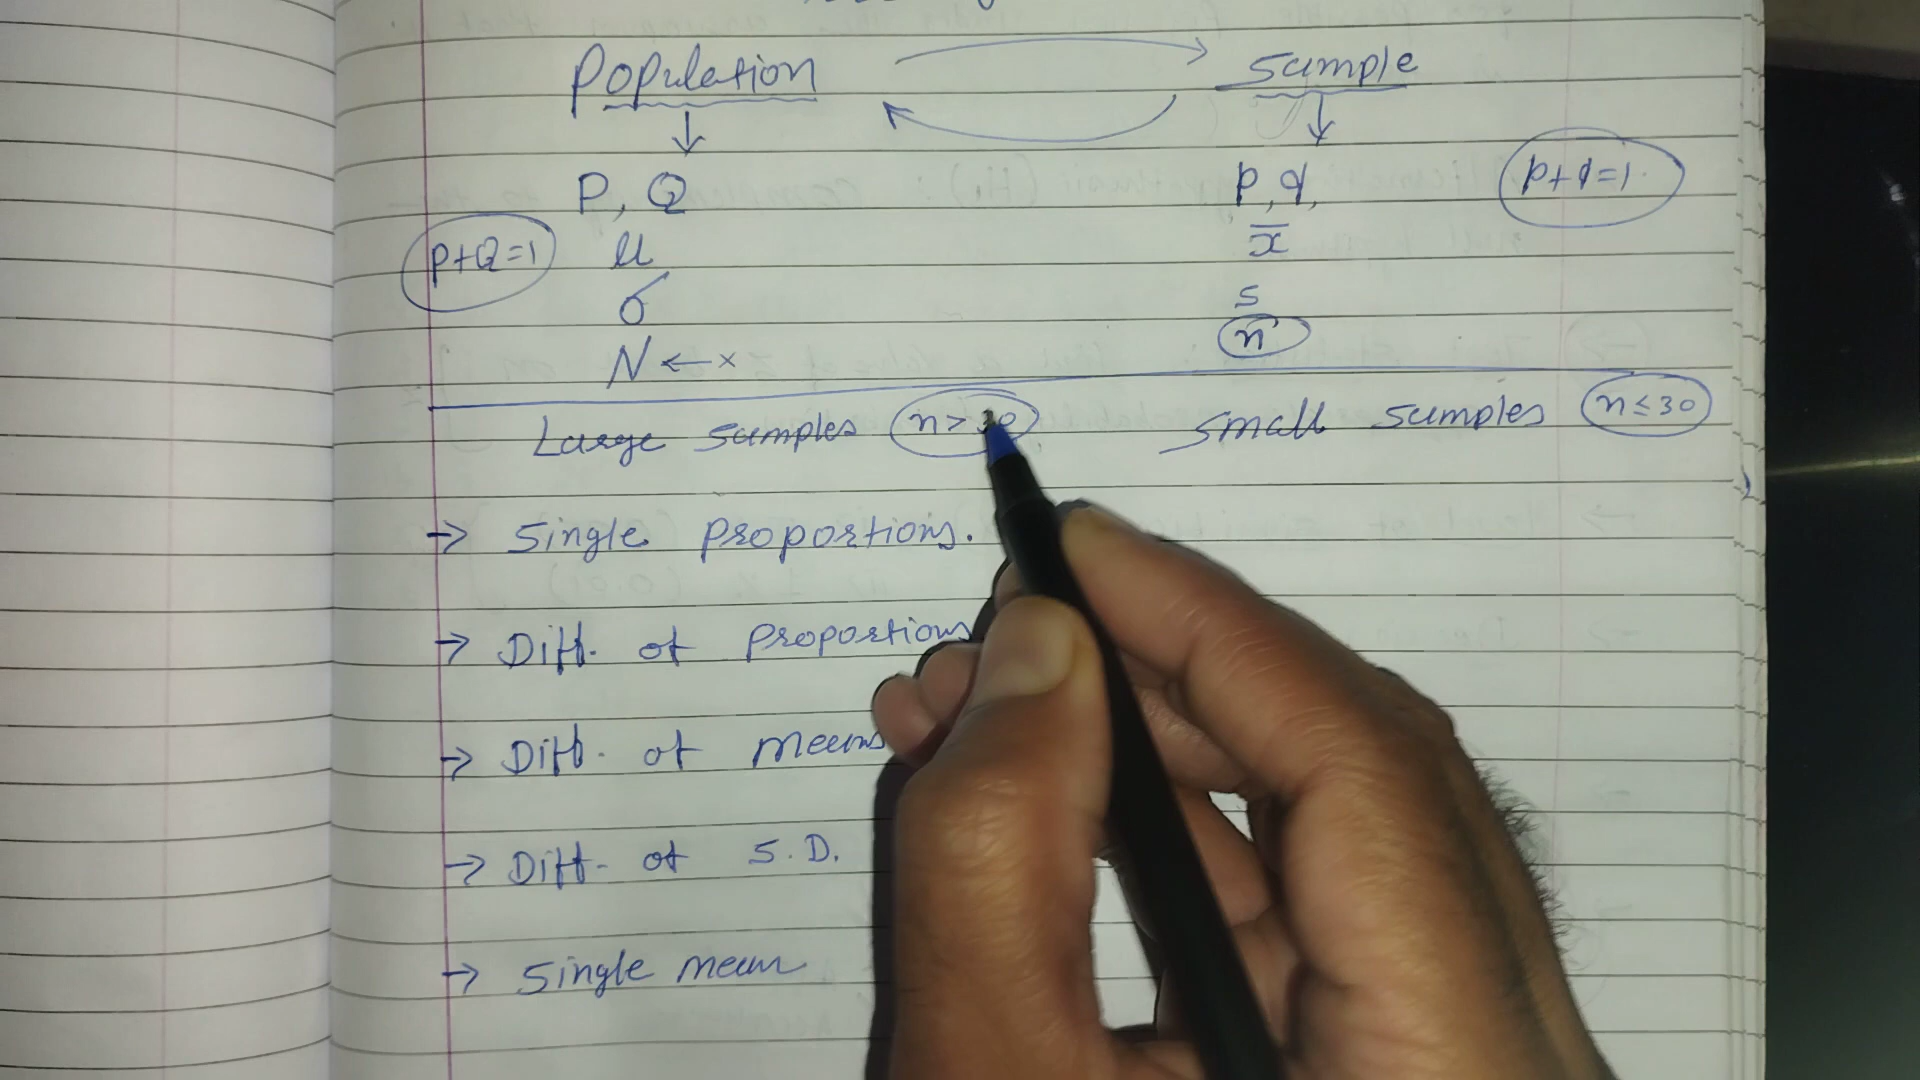 Population → Sample
↓ ← ↓
P, Q p, q, p+q=1
P+Q=1 μ x̄
σ s
N ← × n
Large samples n > 30 Small samples n ≤ 30
→ Single proportions.
→ Diff. of proportions
→ Diff. of means
→ Diff. of S.D.
→ Single mean